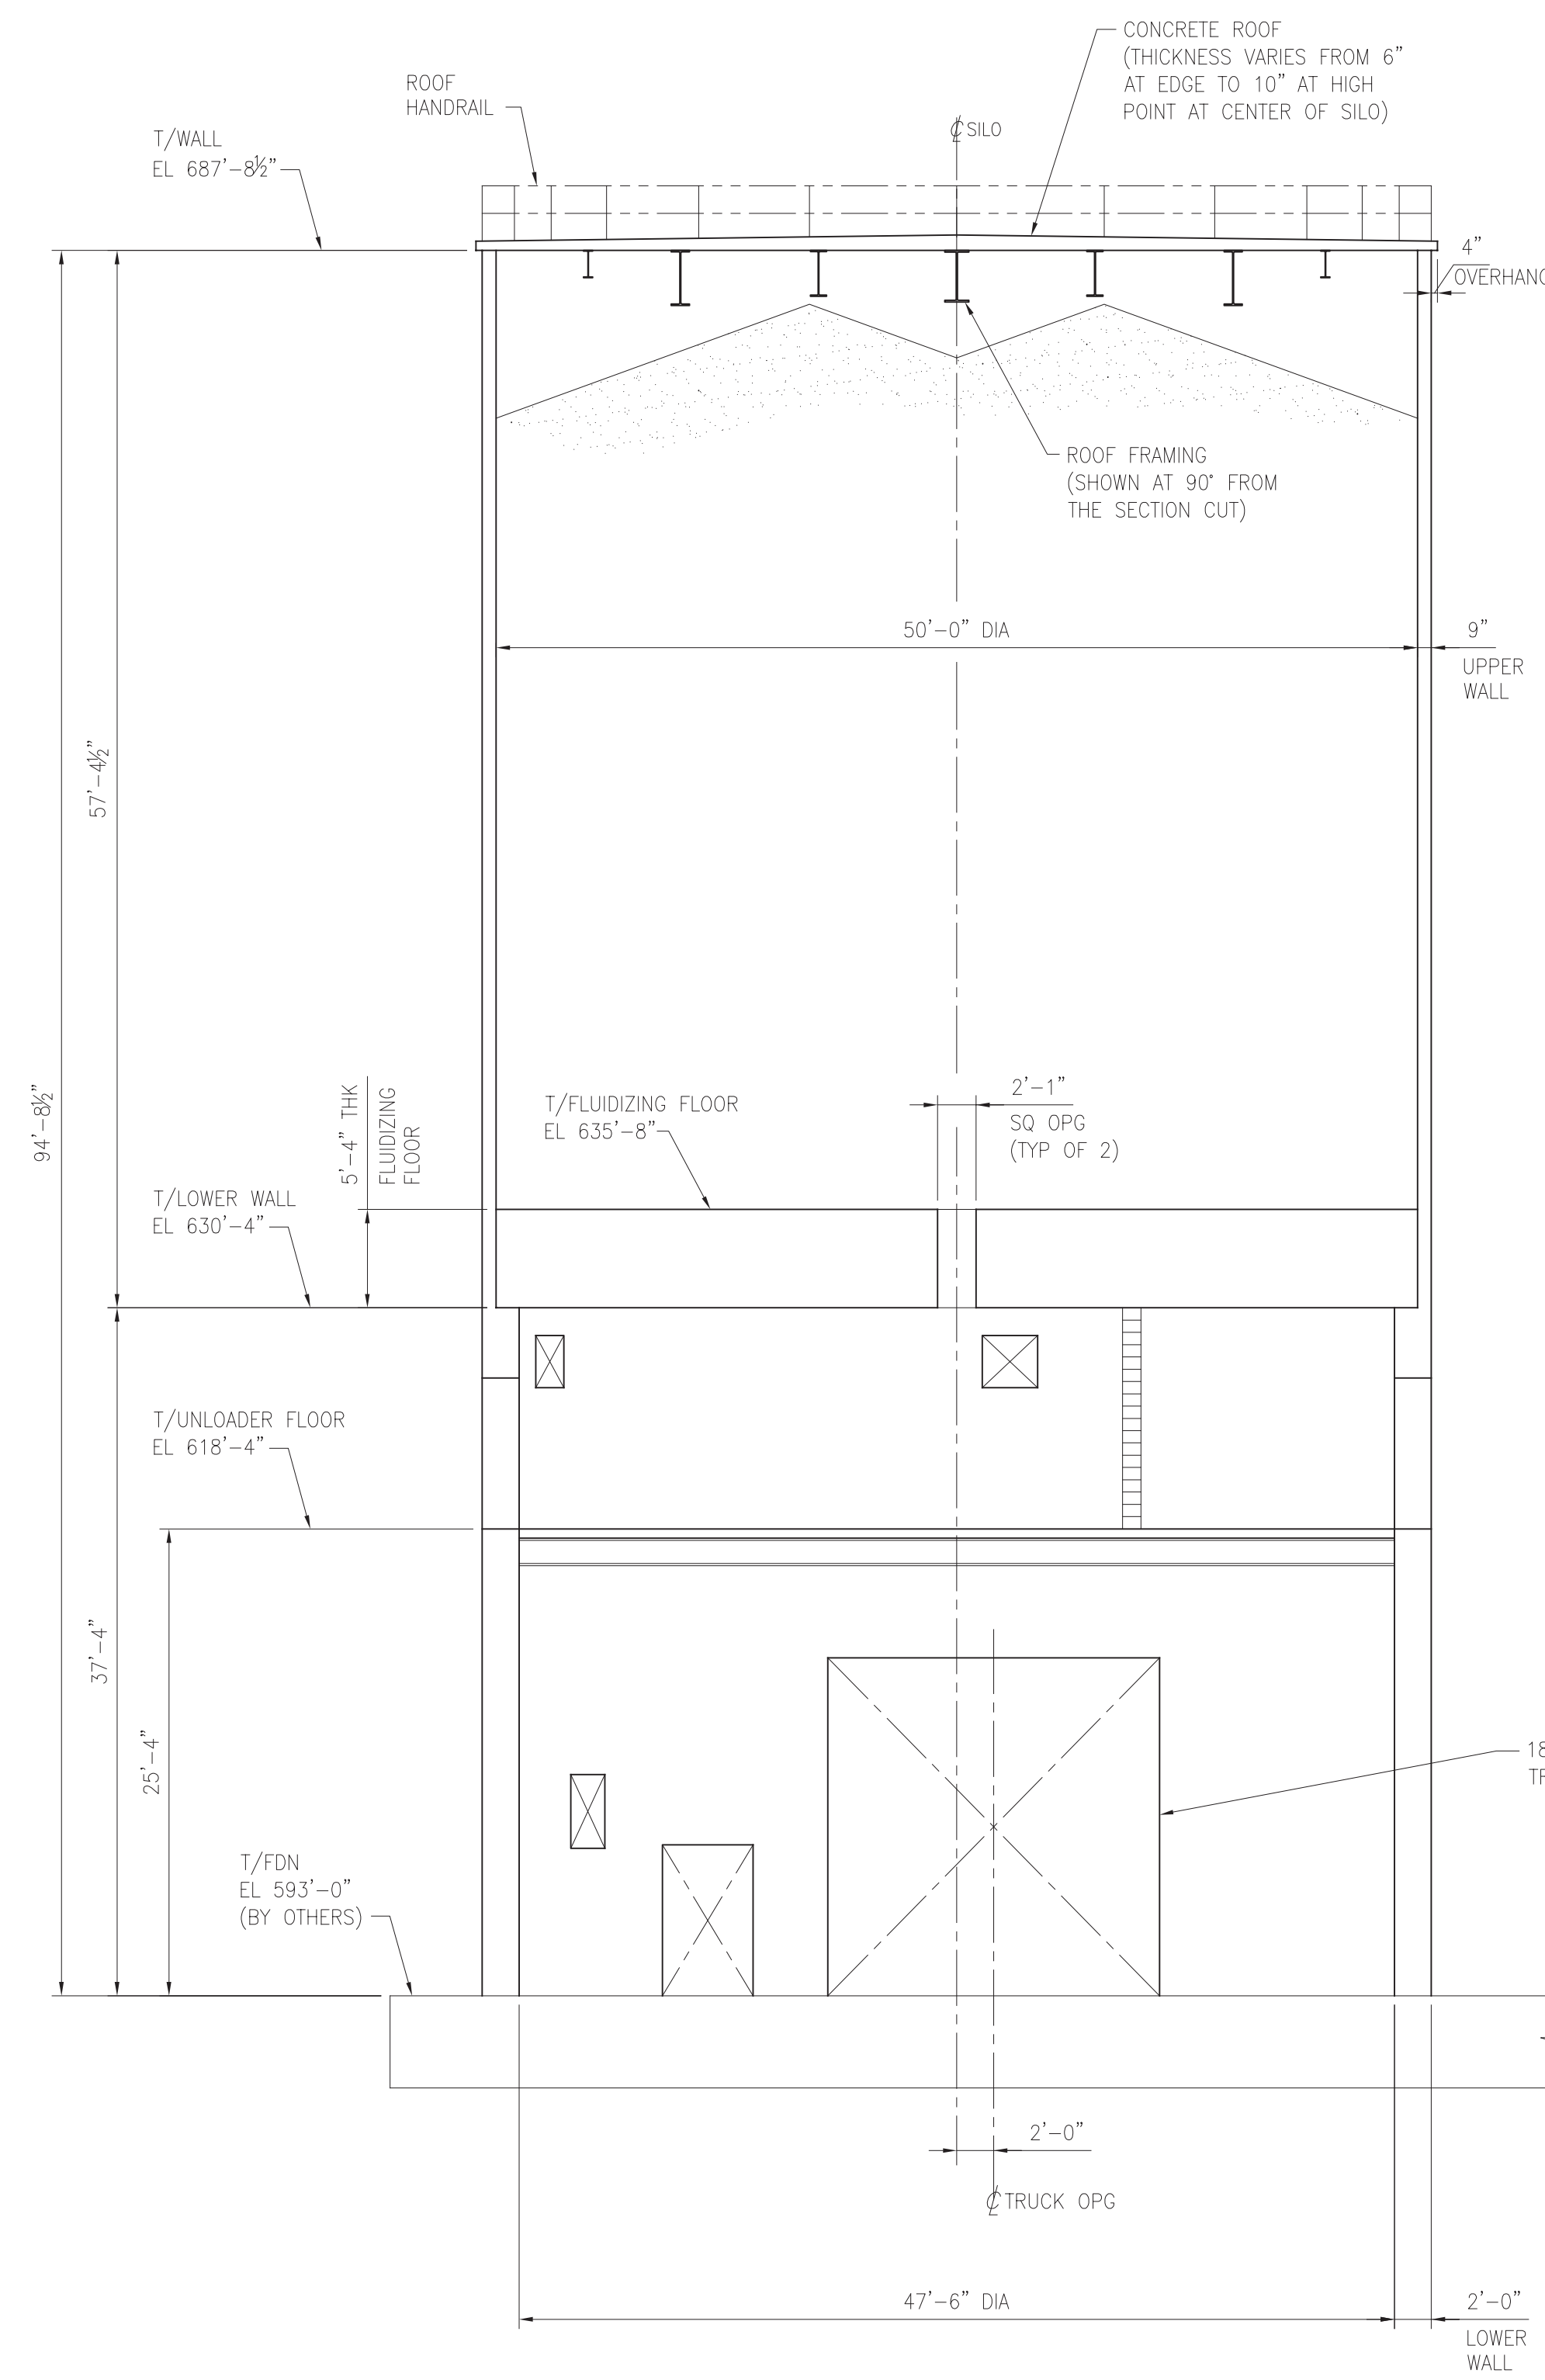 CONCRETE ROOF
(THICKNESS VARIES FROM 6"
AT EDGE TO 10" AT HIGH
POINT AT CENTER OF SILO)
ROOF
HANDRAIL
℄ SILO
T/WALL
EL 687'-8½"
4"
OVERHANG
ROOF FRAMING
(SHOWN AT 90° FROM
THE SECTION CUT)
50'-0" DIA
9"
UPPER
WALL
57'-4½"
94'-8½"
5'-4" THK
FLUIDIZING
FLOOR
T/FLUIDIZING FLOOR
EL 635'-8"
2'-1"
SQ OPG
(TYP OF 2)
T/LOWER WALL
EL 630'-4"
T/UNLOADER FLOOR
EL 618'-4"
37'-4"
25'-4"
18
TR
T/FDN
EL 593'-0"
(BY OTHERS)
2'-0"
℄ TRUCK OPG
47'-6" DIA
2'-0"
LOWER
WALL